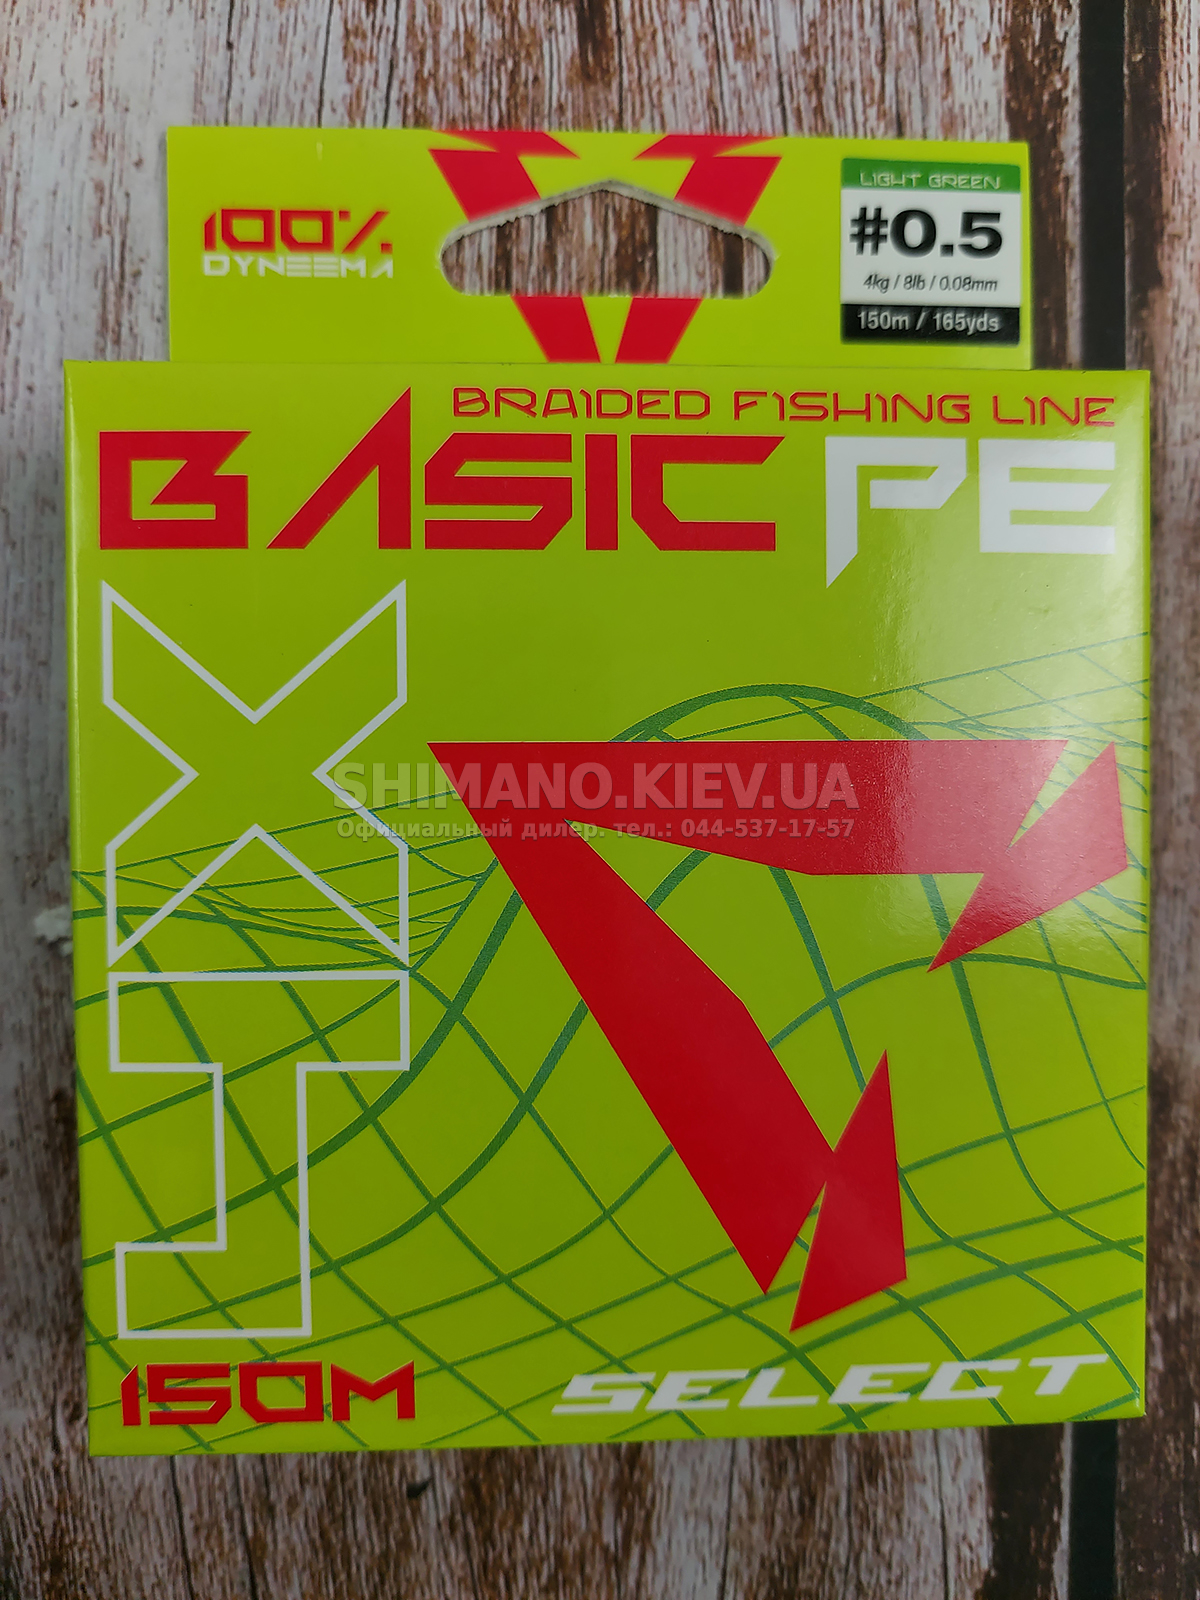 100%
DYNEEMA
LIGHT GREEN
#0.5
4kg / 8lb / 0.08mm
150m / 165yds
BRAIDED FISHING LINE
BASIC PE
SHIMANO.KIEV.UA
Официальный дилер. тел.: 044-537-17-57
150M
SELECT